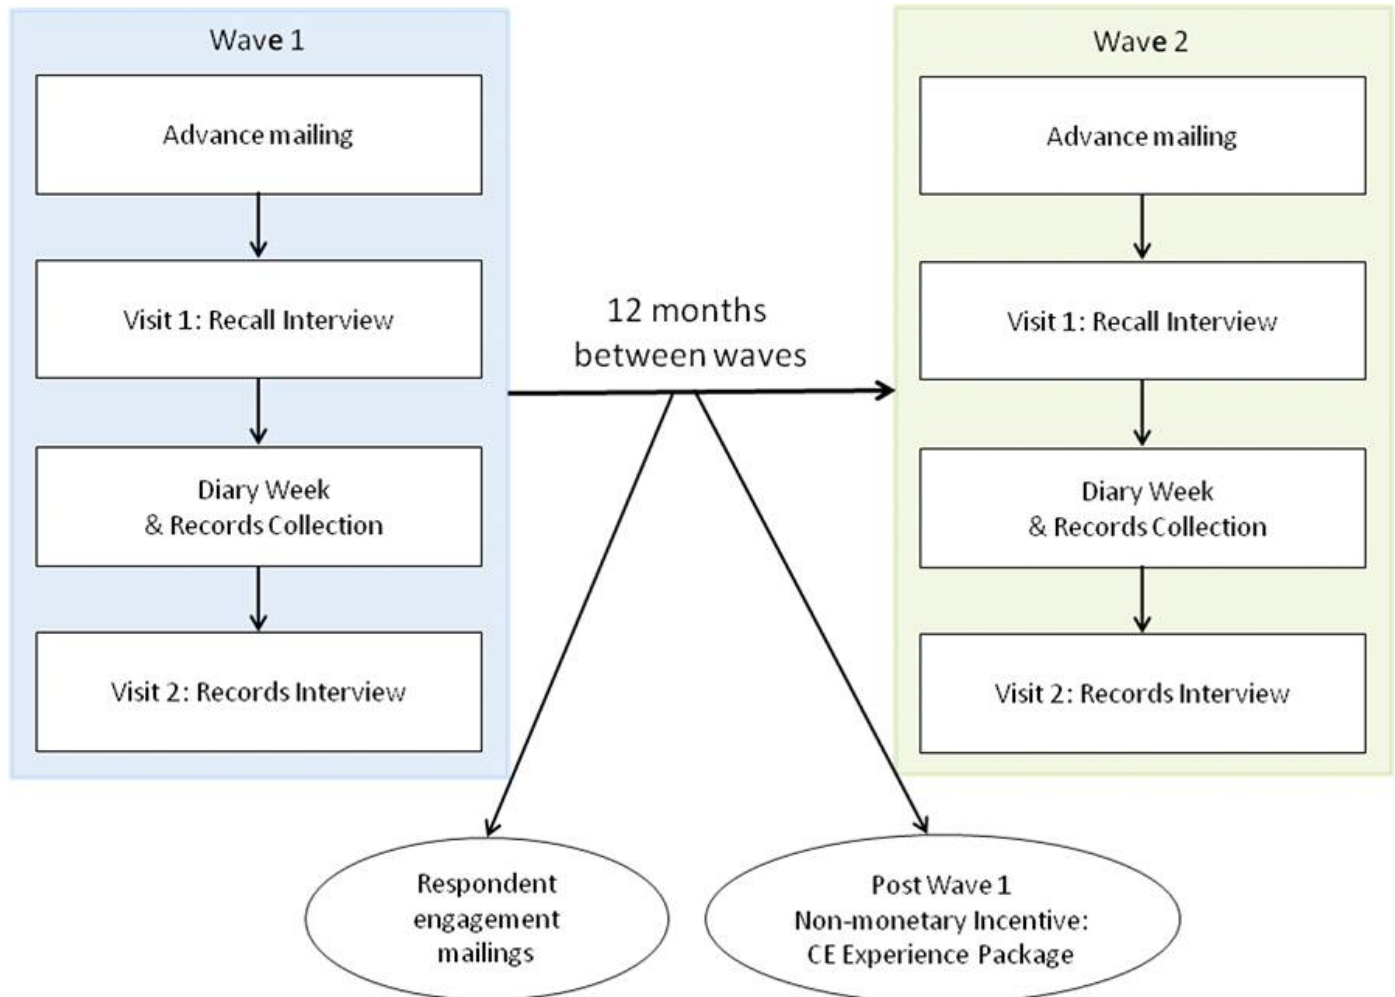 Wave 1
Advance mailing
Visit 1: Recall Interview
Diary Week
& Records Collection
Visit 2: Records Interview
12 months
between waves
Wave 2
Advance mailing
Visit 1: Recall Interview
Diary Week
& Records Collection
Visit 2: Records Interview
Respondent
engagement
mailings
Post Wave 1
Non-monetary Incentive:
CE Experience Package